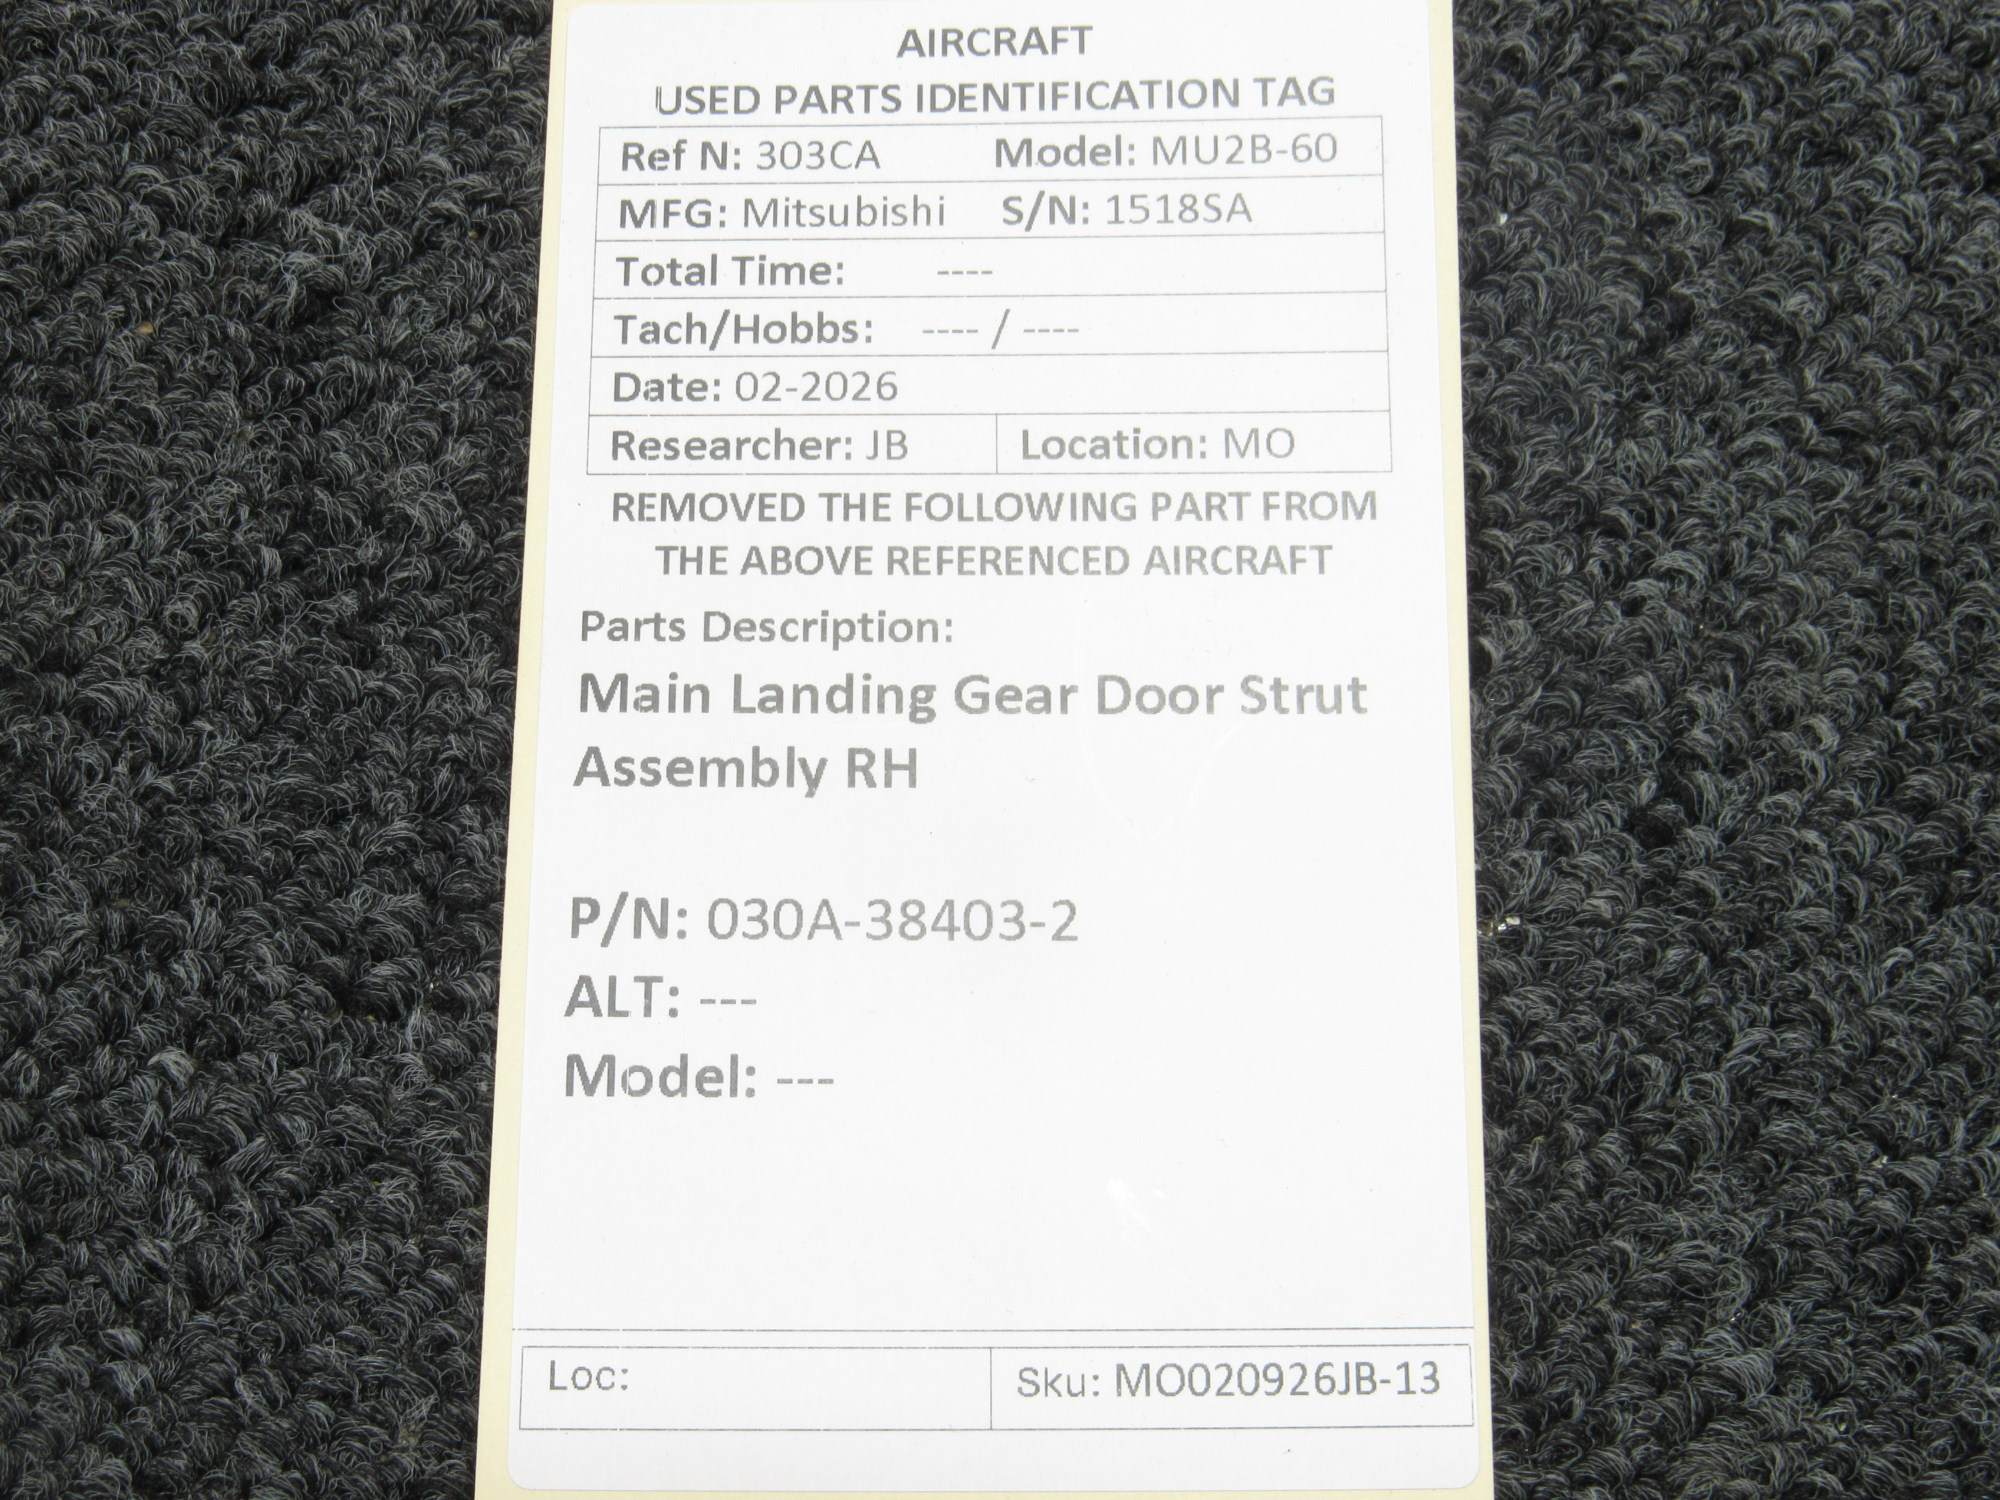 AIRCRAFT
USED PARTS IDENTIFICATION TAG
Ref N: 303CA Model: MU2B-60
MFG: Mitsubishi S/N: 1518SA
Total Time: ----
Tach/Hobbs: ---- / ----
Date: 02-2026
Researcher: JB Location: MO
REMOVED THE FOLLOWING PART FROM
THE ABOVE REFERENCED AIRCRAFT
Parts Description:
Main Landing Gear Door Strut
Assembly RH
P/N: 030A-38403-2
ALT: ---
Model: ---
Loc: Sku: MO020926JB-13